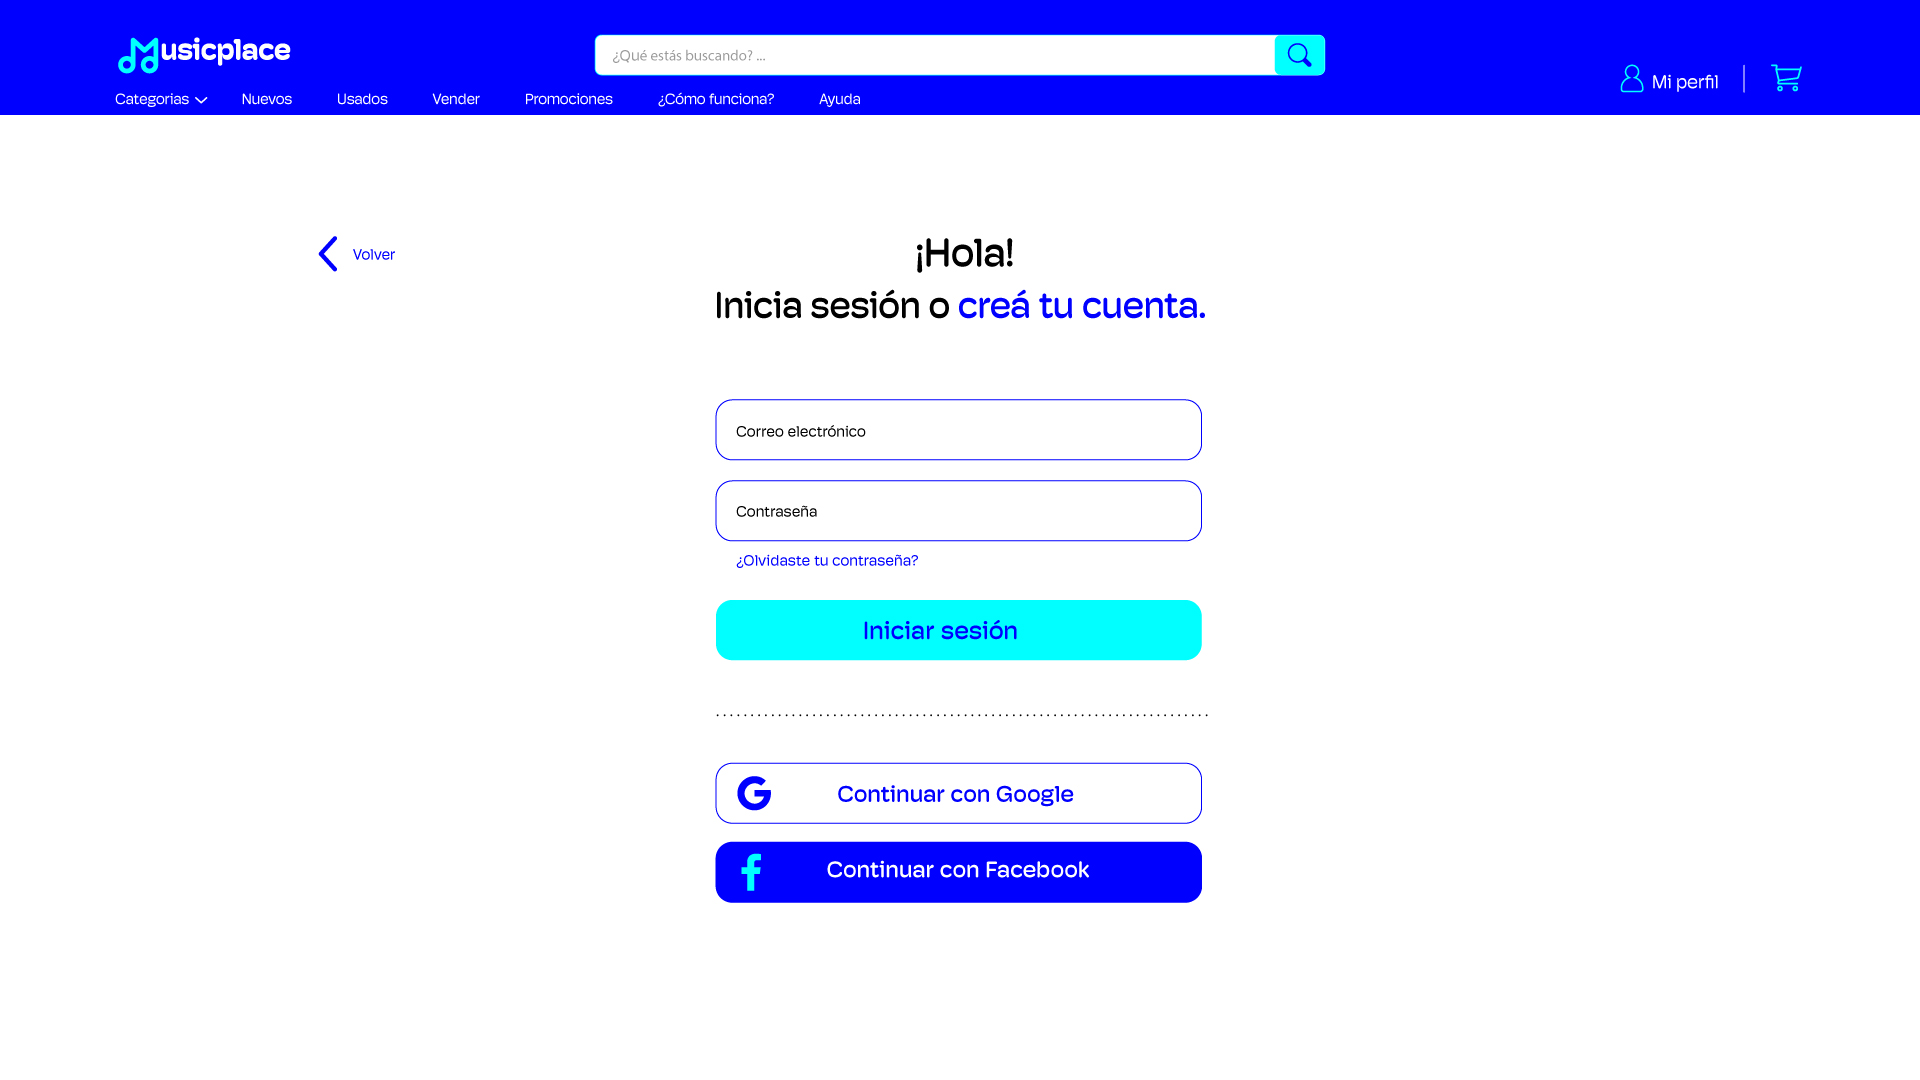 Musicplace
¿Qué estás buscando? ...
Mi perfil
Categorias Nuevos Usados Vender Promociones ¿Cómo funciona? Ayuda
Volver
¡Hola!
Inicia sesión o creá tu cuenta.
Correo electrónico
Contraseña
¿Olvidaste tu contraseña?
Iniciar sesión
G Continuar con Google
f Continuar con Facebook